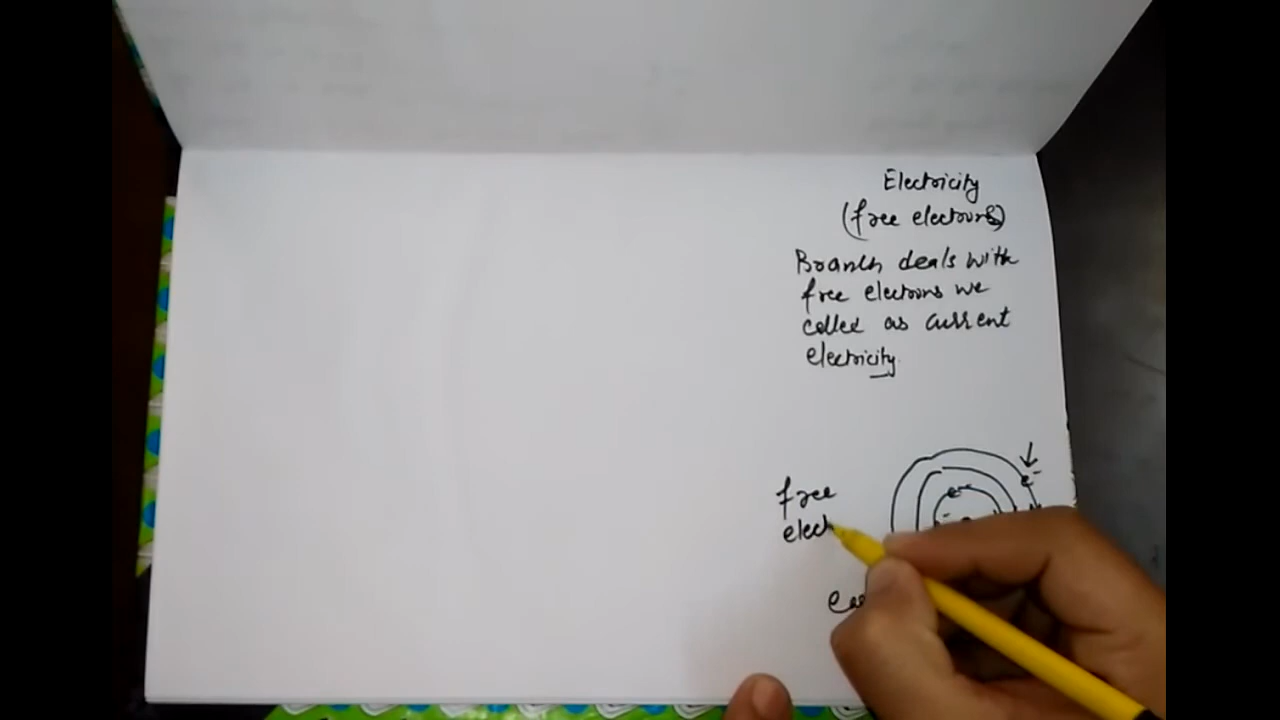 Electricity
(free electrons)
Branch deals with
free electrons we
called as current
electricity.
e-
e-
free
elect